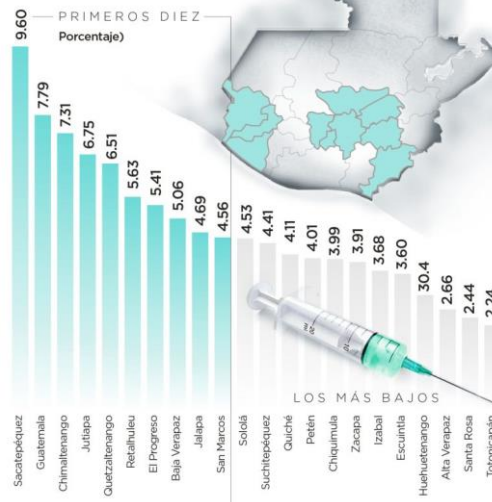 PRIMEROS DIEZ
Porcentaje)
9.60
7.79
7.31
6.75
6.51
5.63
5.41
5.06
4.69
4.56
4.53
4.41
4.11
4.01
3.99
3.91
3.68
3.60
30.4
2.66
2.44
2.24
LOS MÁS BAJOS
Sacatepéquez
Guatemala
Chimaltenango
Jutiapa
Quetzaltenango
Retalhuleu
El Progreso
Baja Verapaz
Jalapa
San Marcos
Sololá
Suchitepéquez
Quiché
Petén
Chiquimula
Zacapa
Izabal
Escuintla
Huehuetenango
Alta Verapaz
Santa Rosa
Totonicapán